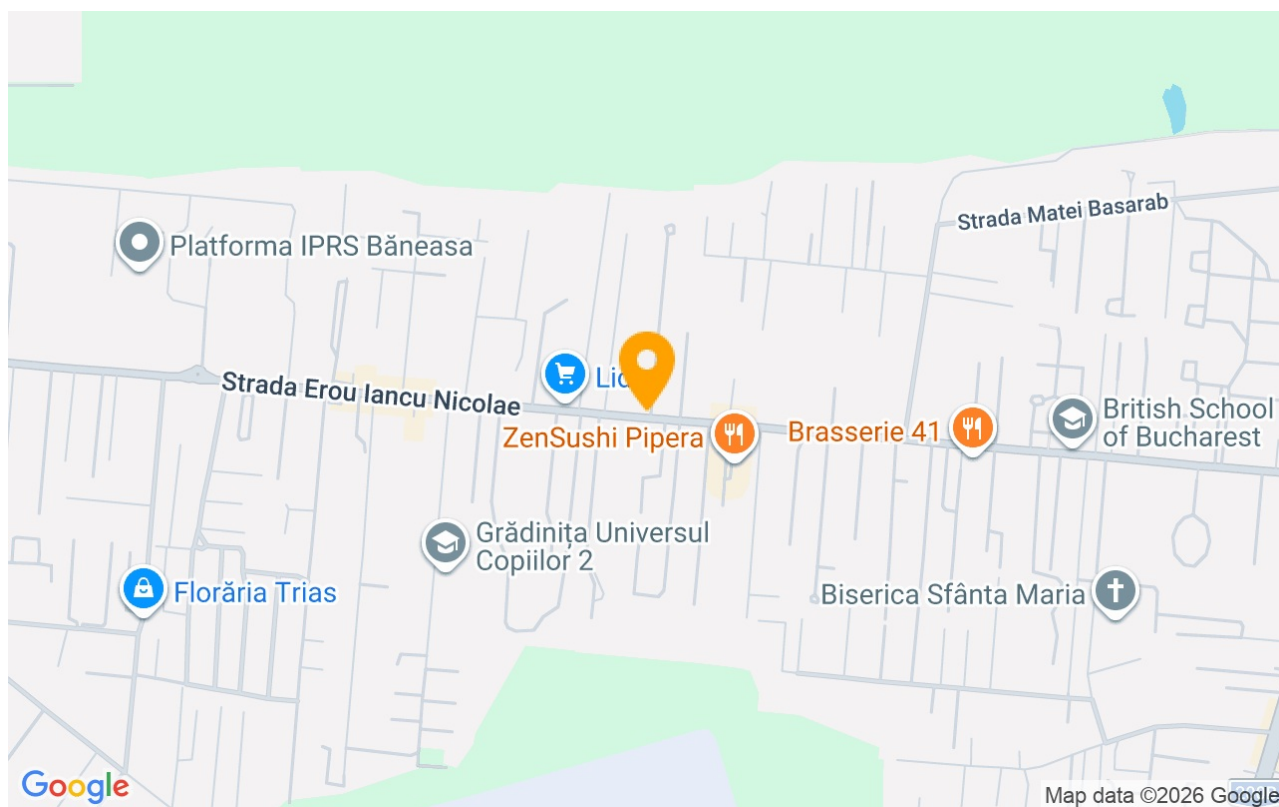 Strada Matei Basarab
Platforma IPRS Băneasa
Strada Erou Iancu Nicolae
ZenSushi Pipera
Brasserie 41
British School
of Bucharest
Grădinița Universul
Copiilor 2
Florăria Trias
Biserica Sfânta Maria
Google
Map data ©2026 Google